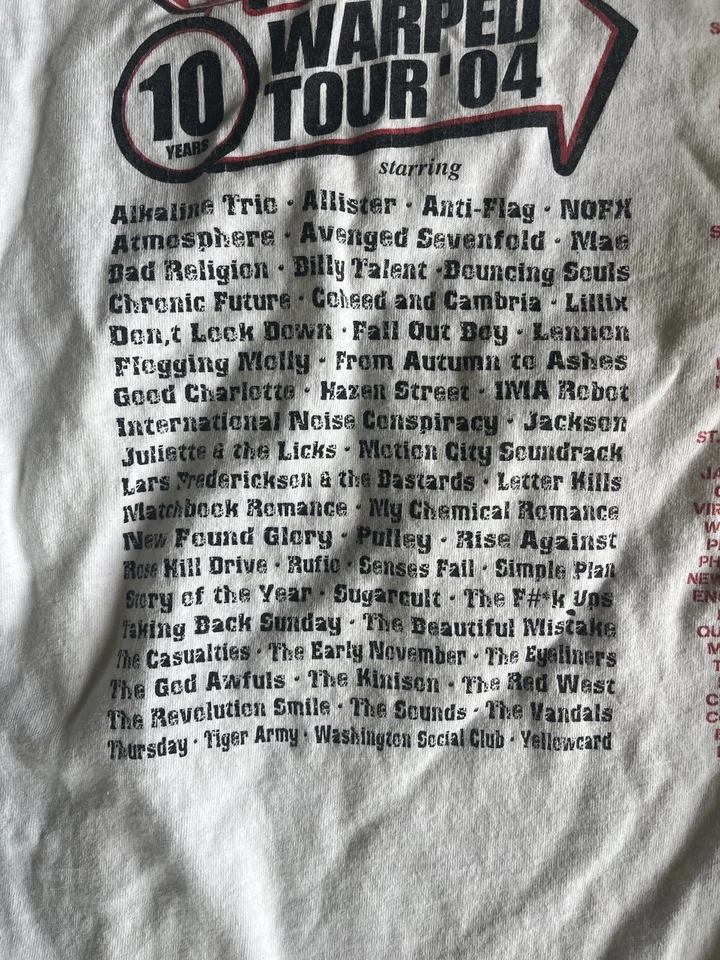 WARPED
10 TOUR '04
YEARS
starring
Alkaline Trio • Allister • Anti-Flag • NOFX
Atmosphere • Avenged Sevenfold • Mae
Bad Religion • Billy Talent • Bouncing Souls
Chronic Future • Coheed and Cambria • Lillix
Don,t Look Down • Fall Out Boy • Lennon
Flogging Molly • From Autumn to Ashes
Good Charlotte • Hazen Street • IMA Robot
International Noise Conspiracy • Jackson
Juliette & the Licks • Motion City Soundrack
Lars Frederickson & the Bastards • Letter Kills
Matchbook Romance • My Chemical Romance
New Found Glory • Pulley • Rise Against
Rose Hill Drive • Rufio • Senses Fail • Simple Plan
Story of the Year • Sugarcult • The F#*k Ups
Taking Back Sunday • The Beautiful Mistake
The Casualties • The Early November • The Eyeliners
The God Awfuls • The Kinison • The Red West
The Revolution Smile • The Sounds • The Vandals
Thursday • Tiger Army • Washington Social Club • Yellowcard